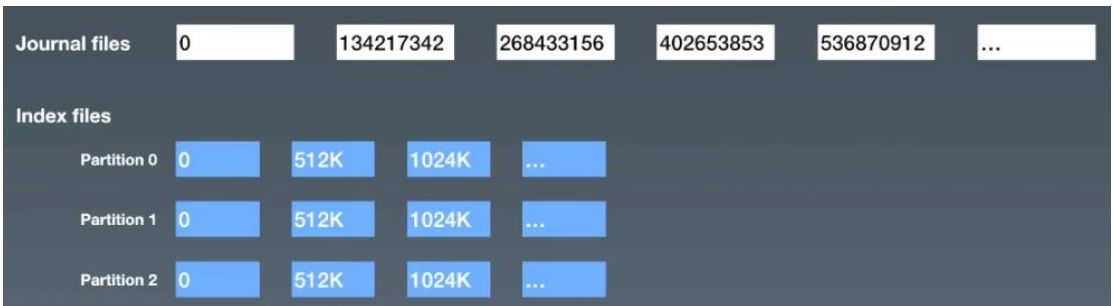 Journal files 0 134217342 268433156 402653853 536870912 ...
Index files
Partition 0 0 512K 1024K ...
Partition 1 0 512K 1024K ...
Partition 2 0 512K 1024K ...